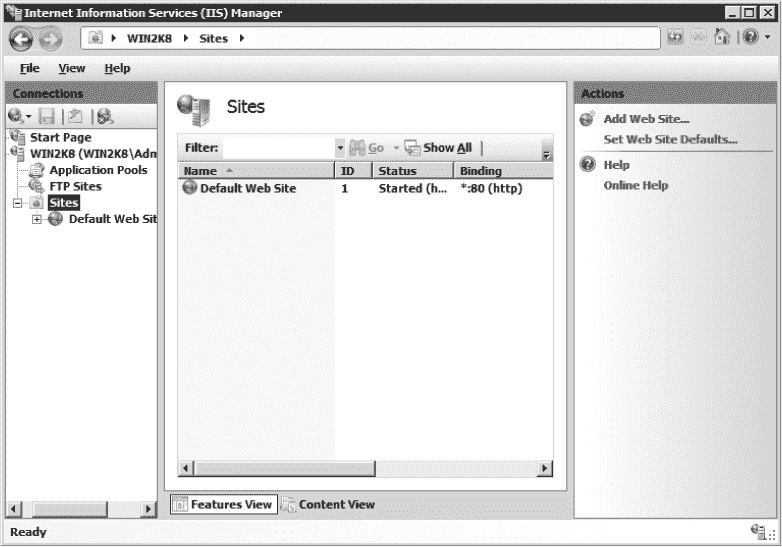 Internet Information Services (IIS) Manager
WIN2K8 Sites
File View Help
Connections
Start Page
WIN2K8 (WIN2K8\Adm
Application Pools
FTP Sites
Sites
Default Web Sit
Sites
Filter: Go Show All
Name ID Status Binding
Default Web Site 1 Started (h... *:80 (http)
Features View Content View
Actions
Add Web Site...
Set Web Site Defaults...
Help
Online Help
Ready